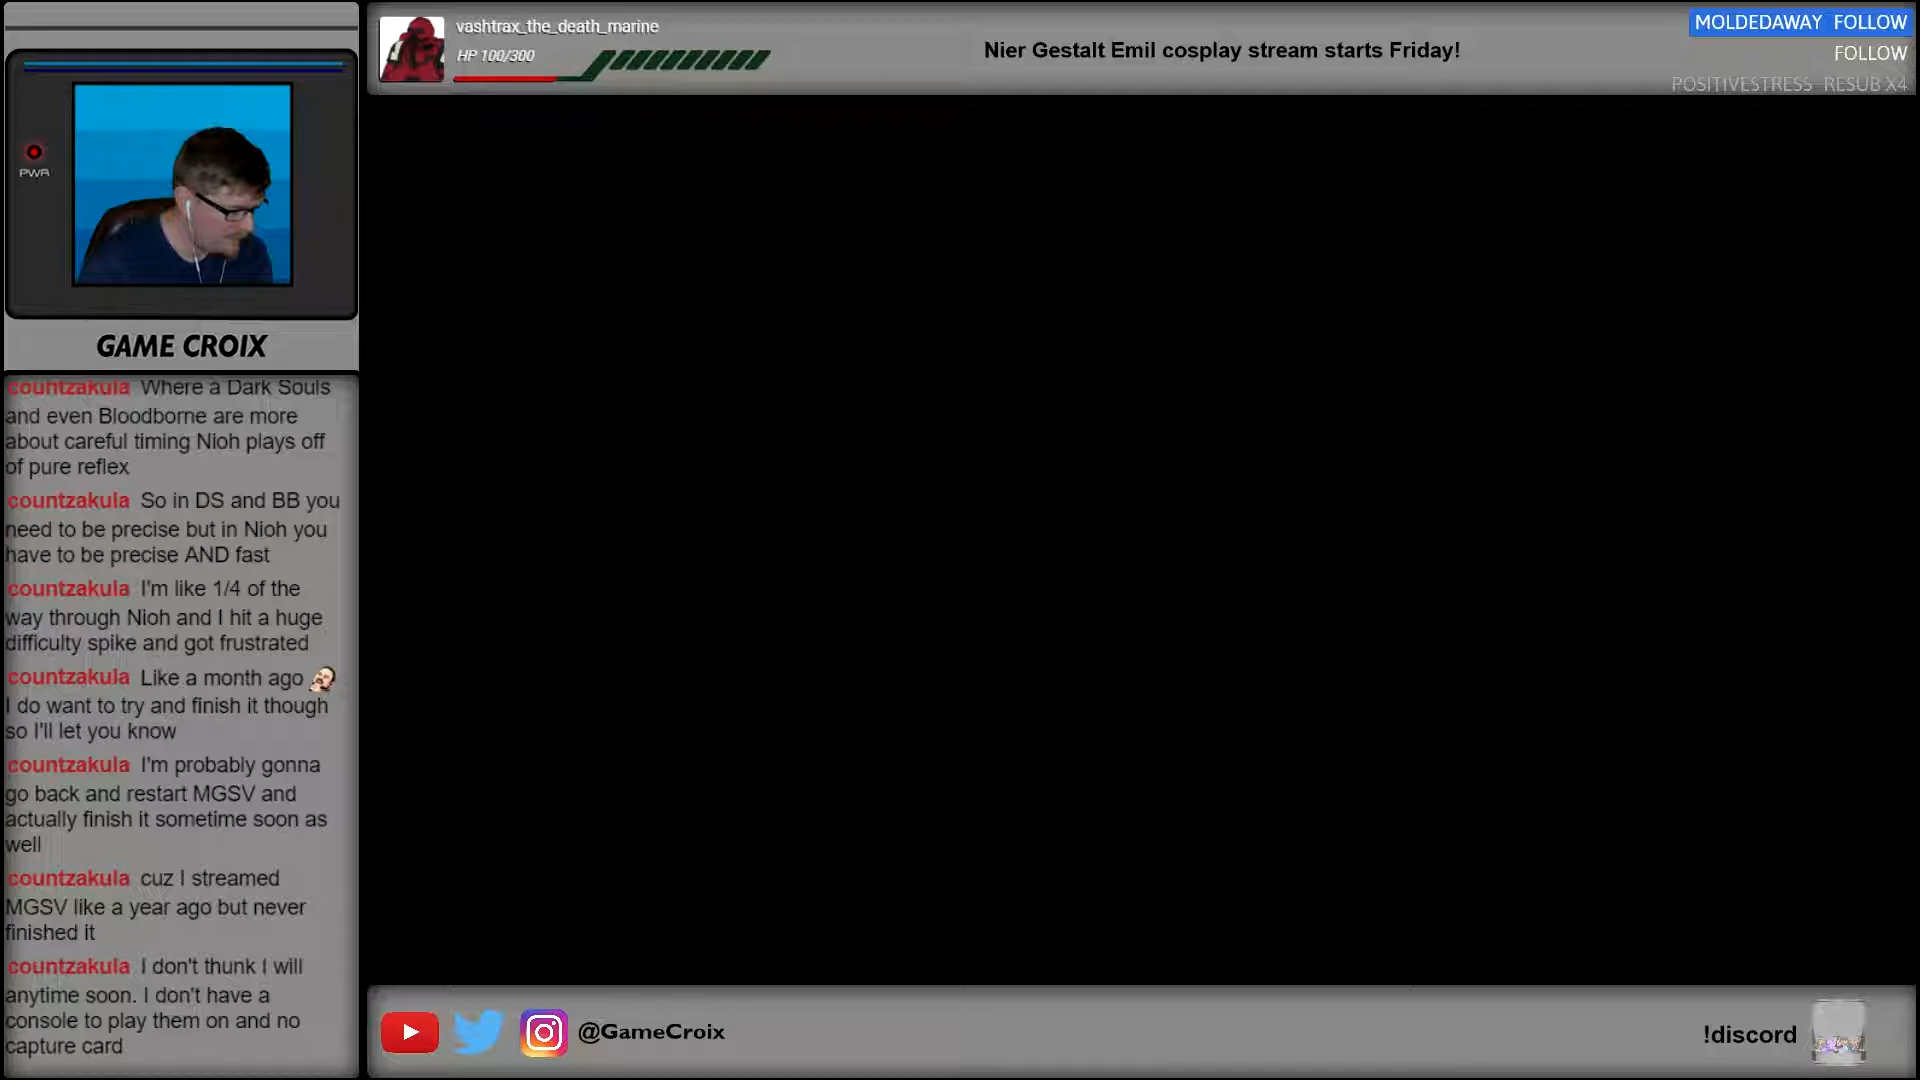 vashtrax_the_death_marine
HP 100/300
Nier Gestalt Emil cosplay stream starts Friday!
MOLDEDAWAY FOLLOW
FOLLOW
POSITIVESTRESS RESUB X4
PWR
GAME CROIX
countzakula Where a Dark Souls
and even Bloodborne are more
about careful timing Nioh plays off
of pure reflex
countzakula So in DS and BB you
need to be precise but in Nioh you
have to be precise AND fast
countzakula I'm like 1/4 of the
way through Nioh and I hit a huge
difficulty spike and got frustrated
countzakula Like a month ago
I do want to try and finish it though
so I'll let you know
countzakula I'm probably gonna
go back and restart MGSV and
actually finish it sometime soon as
well
countzakula cuz I streamed
MGSV like a year ago but never
finished it
countzakula I don't thunk I will
anytime soon. I don't have a
console to play them on and no
capture card
@GameCroix
!discord